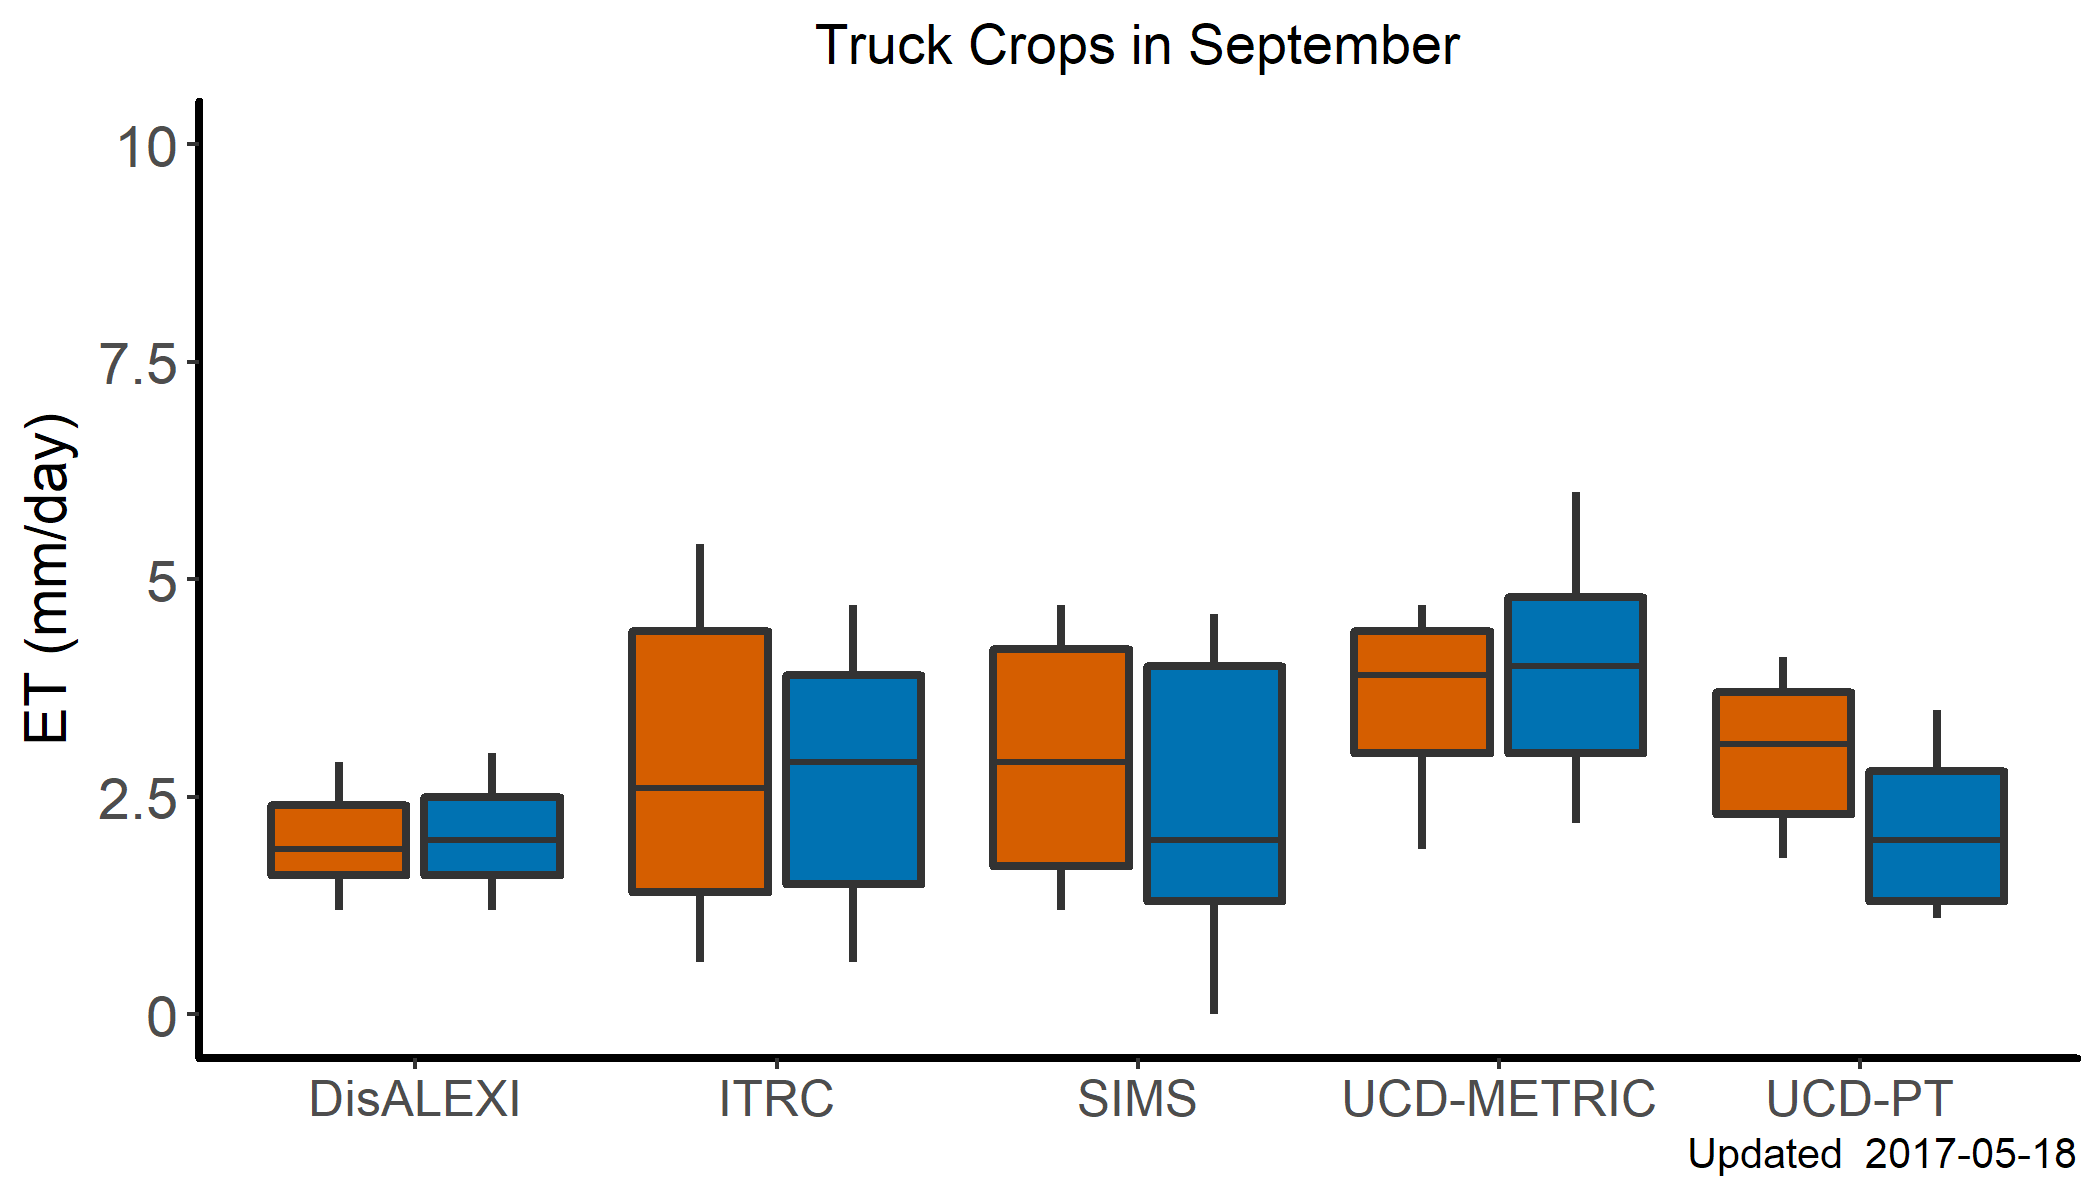 Truck Crops in September
10
7.5
5
2.5
0
ET (mm/day)
DisALEXI ITRC SIMS UCD-METRIC UCD-PT
Updated  2017-05-18